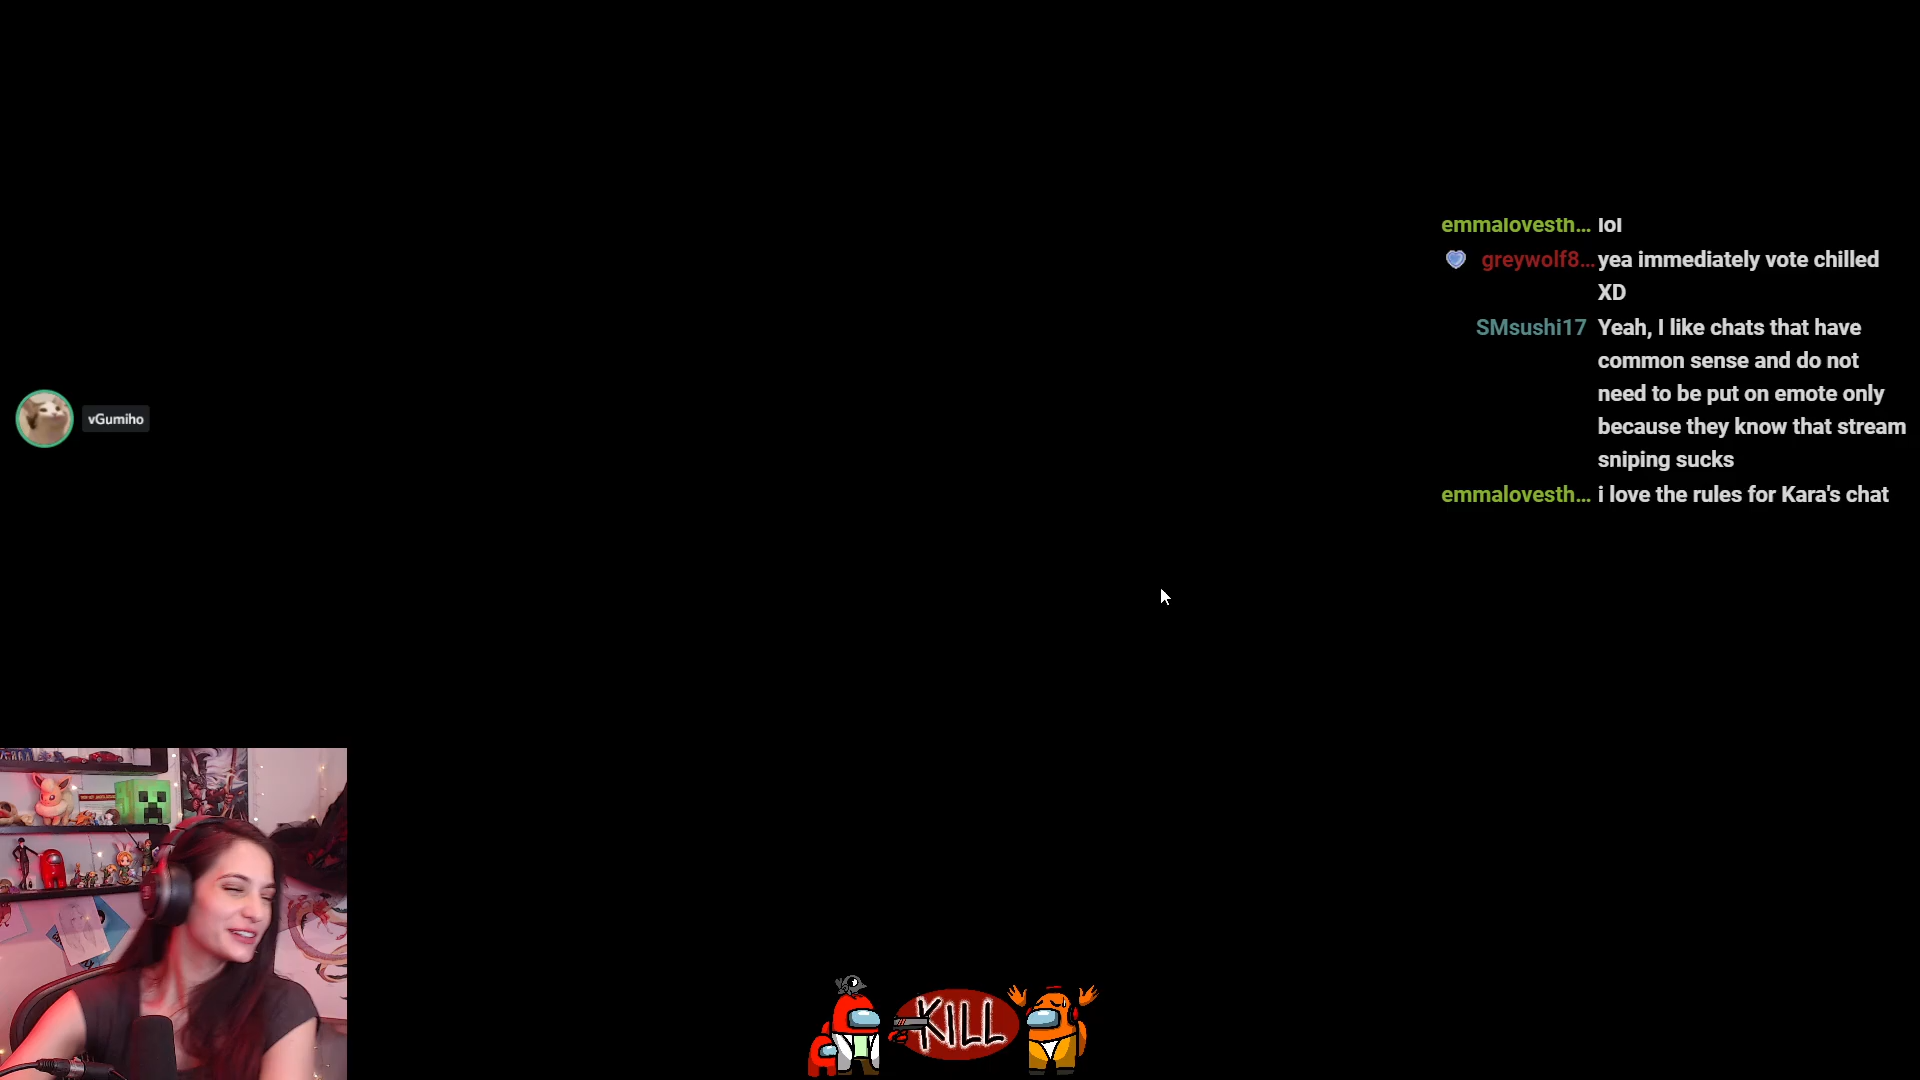 emmalovesth... lol
greywolf8... yea immediately vote chilled
XD
SMsushi17 Yeah, I like chats that have
common sense and do not
need to be put on emote only
because they know that stream
sniping sucks
vGumiho
emmalovesth... i love the rules for Kara's chat
KILL